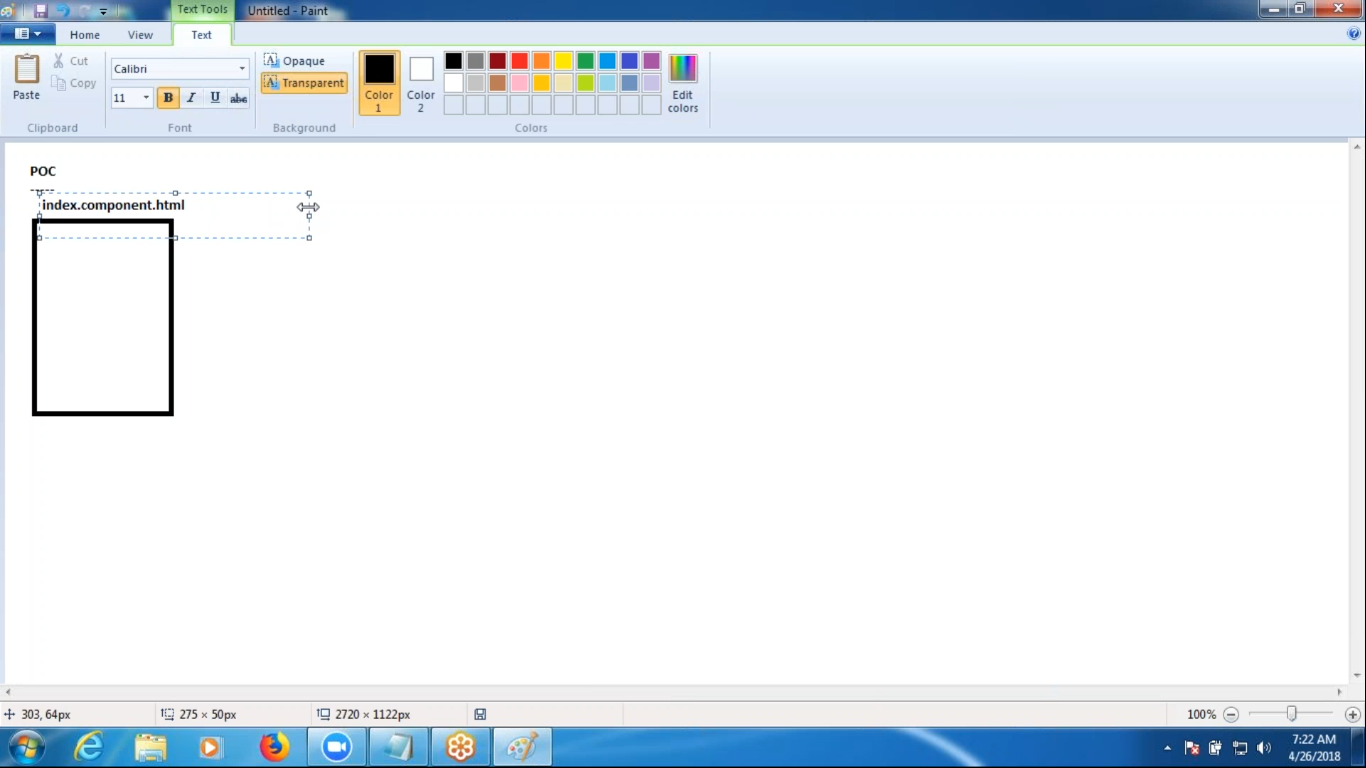 Text Tools
Untitled - Paint
Home
View
Text
Paste
Cut
Copy
Clipboard
Calibri
11
B
I
U
abc
Font
Opaque
Transparent
Background
Color
1
Color
2
Edit
colors
Colors
POC
-----
index.component.html
303, 64px
275 × 50px
2720 × 1122px
100%
7:22 AM
4/26/2018